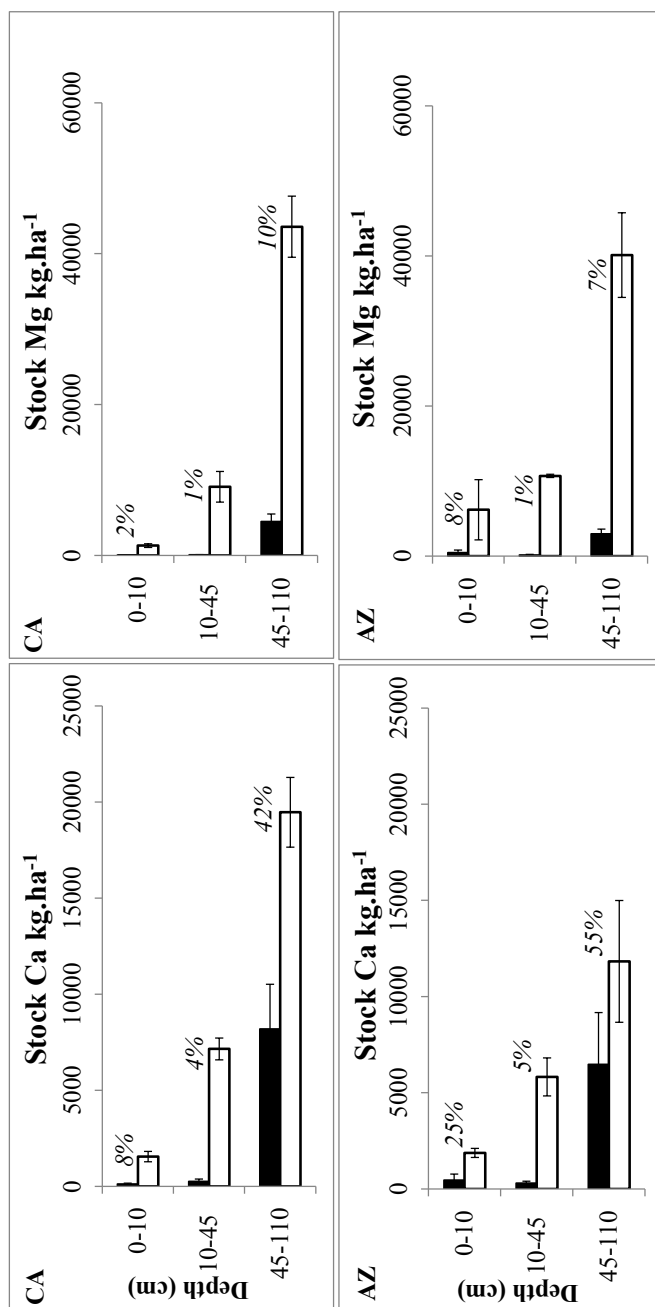 CA
Stock Ca kg.ha⁻¹
0 5000 10000 15000 20000 25000
Depth (cm)
0-10
10-45
45-110
8%
4%
42%
CA
Stock Mg kg.ha⁻¹
0 20000 40000 60000
0-10
10-45
45-110
2%
1%
10%
AZ
Stock Ca kg.ha⁻¹
0 5000 10000 15000 20000 25000
Depth (cm)
0-10
10-45
45-110
25%
5%
55%
AZ
Stock Mg kg.ha⁻¹
0 20000 40000 60000
0-10
10-45
45-110
8%
1%
7%